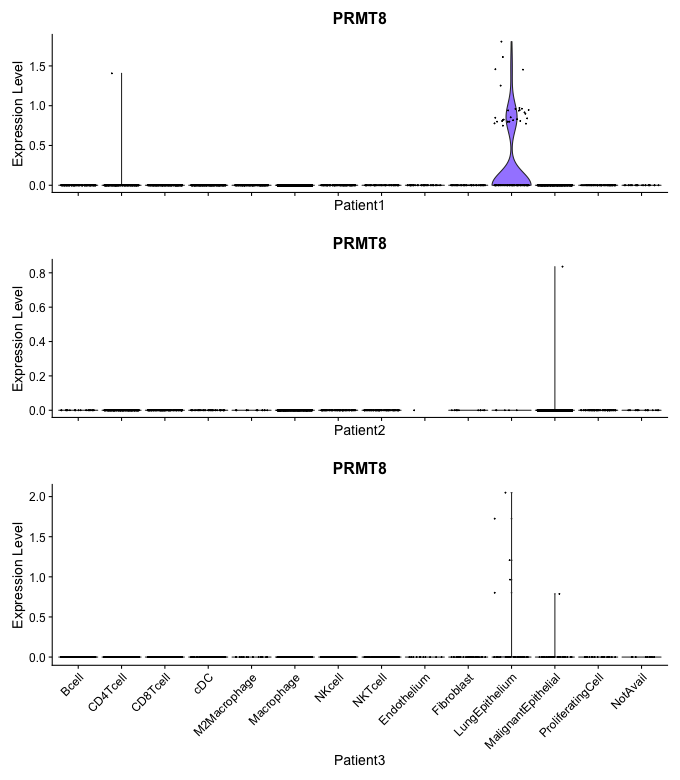 PRMT8
Expression Level
1.5
1.0
0.5
0.0
Patient1
PRMT8
Expression Level
0.8
0.6
0.4
0.2
0.0
Patient2
PRMT8
Expression Level
2.0
1.5
1.0
0.5
0.0
Bcell
CD4Tcell
CD8Tcell
cDC
M2Macrophage
Macrophage
NKcell
NKTcell
Endothelium
Fibroblast
LungEpithelium
MalignantEpithelial
ProliferatingCell
NotAvail
Patient3